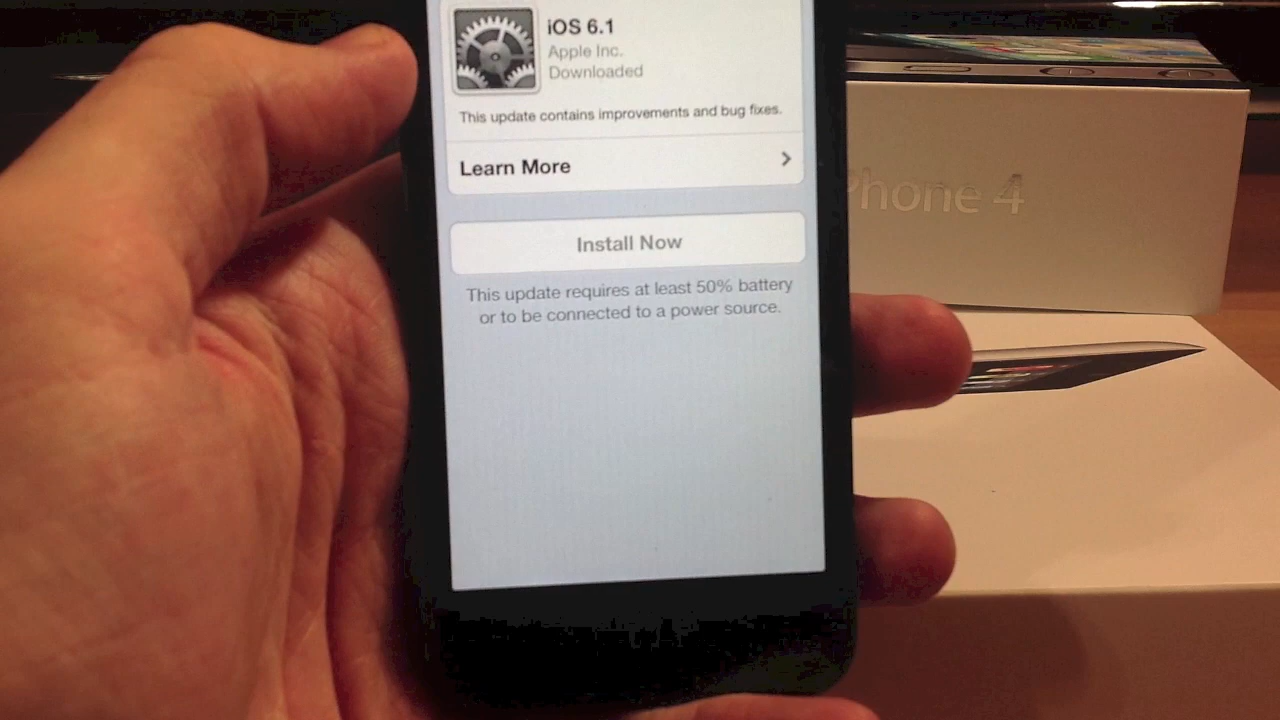 iOS 6.1
Apple Inc.
Downloaded
This update contains improvements and bug fixes.
Learn More
Install Now
This update requires at least 50% battery
or to be connected to a power source.
Phone 4